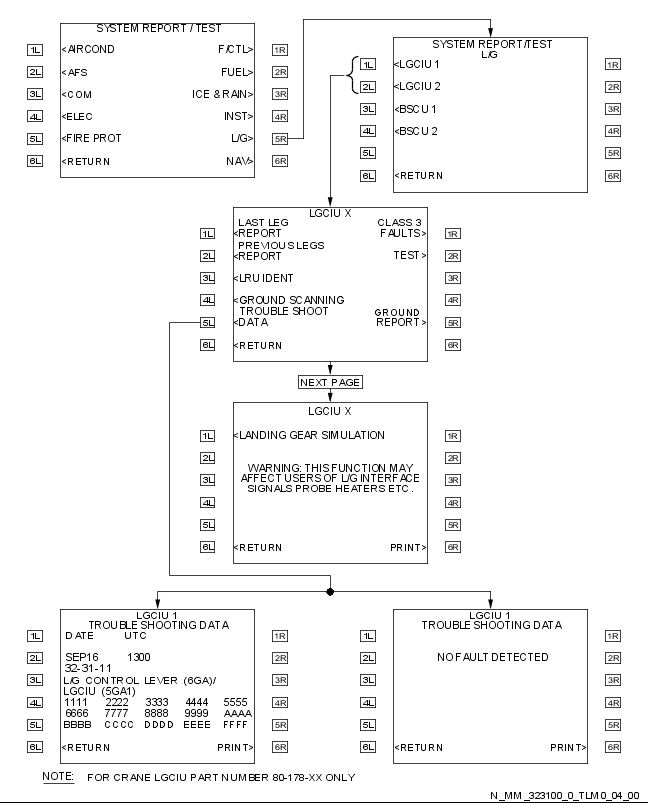 SYSTEM REPORT / TEST
1L <AIRCOND F/CTL> 1R
2L <AFS FUEL> 2R
3L <COM ICE & RAIN> 3R
4L <ELEC INST> 4R
5L <FIRE PROT L/G> 5R
6L <RETURN NAV> 6R
SYSTEM REPORT/TEST
L/G
1L <LGCIU 1 1R
2L <LGCIU 2 2R
3L <BSCU 1 3R
4L <BSCU 2 4R
5L 5R
6L <RETURN 6R
LGCIU X
LAST LEG CLASS 3
1L <REPORT FAULTS> 1R
PREVIOUS LEGS
2L <REPORT TEST> 2R
3L <LRU IDENT 3R
4L <GROUND SCANNING 4R
TROUBLE SHOOT GROUND
5L <DATA REPORT> 5R
6L <RETURN 6R
NEXT PAGE
LGCIU X
1L <LANDING GEAR SIMULATION 1R
2L 2R
WARNING: THIS FUNCTION MAY
3L AFFECT USERS OF L/G INTERFACE 3R
SIGNALS PROBE HEATERS ETC .
4L 4R
5L 5R
6L <RETURN PRINT> 6R
LGCIU 1
TROUBLE SHOOTING DATA
1L DATE UTC 1R
2L SEP16 1300 2R
32-31-11
3L L/G CONTROL LEVER (6GA)/ 3R
LGCIU (5GA1)
4L 1111 2222 3333 4444 5555 4R
6666 7777 8888 9999 AAAA
5L BBBB CCCC DDDD EEEE FFFF 5R
6L <RETURN PRINT> 6R
LGCIU 1
TROUBLE SHOOTING DATA
1L 1R
2L NO FAULT DETECTED 2R
3L 3R
4L 4R
5L 5R
6L <RETURN PRINT> 6R
NOTE: FOR CRANE LGCIU PART NUMBER 80-178-XX ONLY
N_MM_323100_0_TLM0_04_00